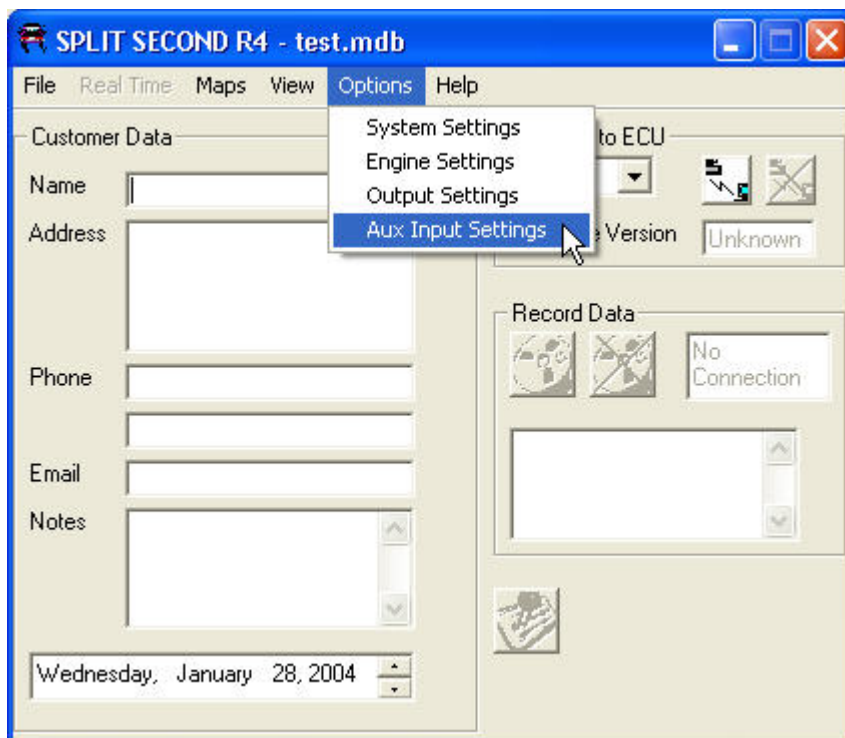 SPLIT SECOND R4 - test.mdb
File Real Time Maps View Options Help
System Settings
Engine Settings
Output Settings
Aux Input Settings
Customer Data
Name
Address
Phone
Email
Notes
Wednesday, January 28, 2004
to ECU
Version
Unknown
Record Data
No
Connection